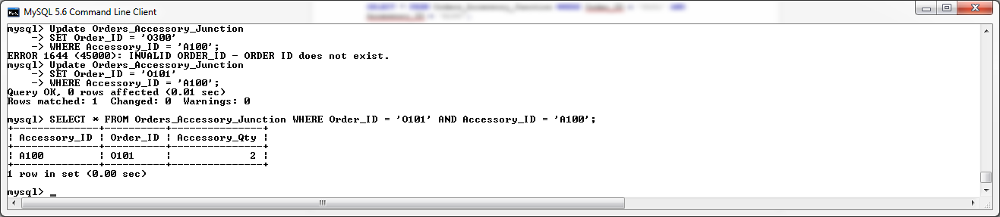 MySQL 5.6 Command Line Client
mysql> Update Orders_Accessory_Junction
    -> SET Order_ID = 'O300'
    -> WHERE Accessory_ID = 'A100';
ERROR 1644 (45000): INVALID ORDER_ID - ORDER ID does not exist.
mysql> Update Orders_Accessory_Junction
    -> SET Order_ID = 'O101'
    -> WHERE Accessory_ID = 'A100';
Query OK, 0 rows affected (0.01 sec)
Rows matched: 1  Changed: 0  Warnings: 0
mysql> SELECT * FROM Orders_Accessory_Junction WHERE Order_ID = 'O101' AND Accessory_ID = 'A100';
+--------------+----------+---------------+
| Accessory_ID | Order_ID | Accessory_Qty |
+--------------+----------+---------------+
| A100         | O101     |             2 |
+--------------+----------+---------------+
1 row in set (0.00 sec)
mysql> _